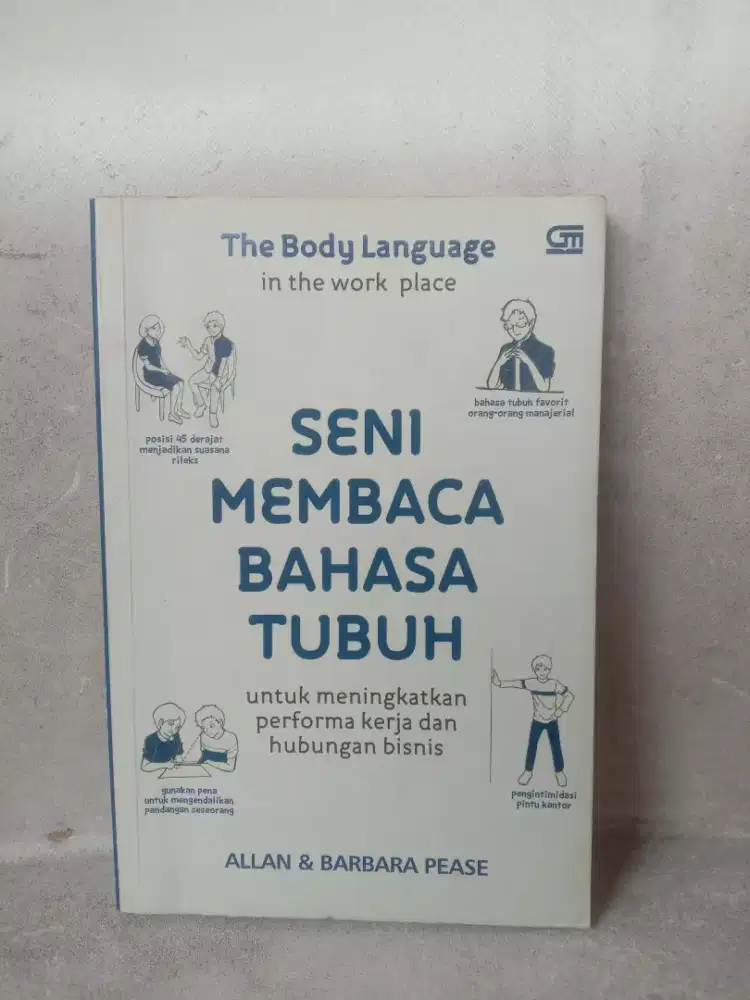 The Body Language
in the work place
GM
bahasa tubuh favorit
orang-orang manajerial
posisi 45 derajat
menjadikan suasana
rileks
SENI
MEMBACA
BAHASA
TUBUH
untuk meningkatkan
performa kerja dan
hubungan bisnis
gunakan pena
untuk mengendalikan
pandangan seseorang
pengintimidasi
pintu kantor
ALLAN & BARBARA PEASE